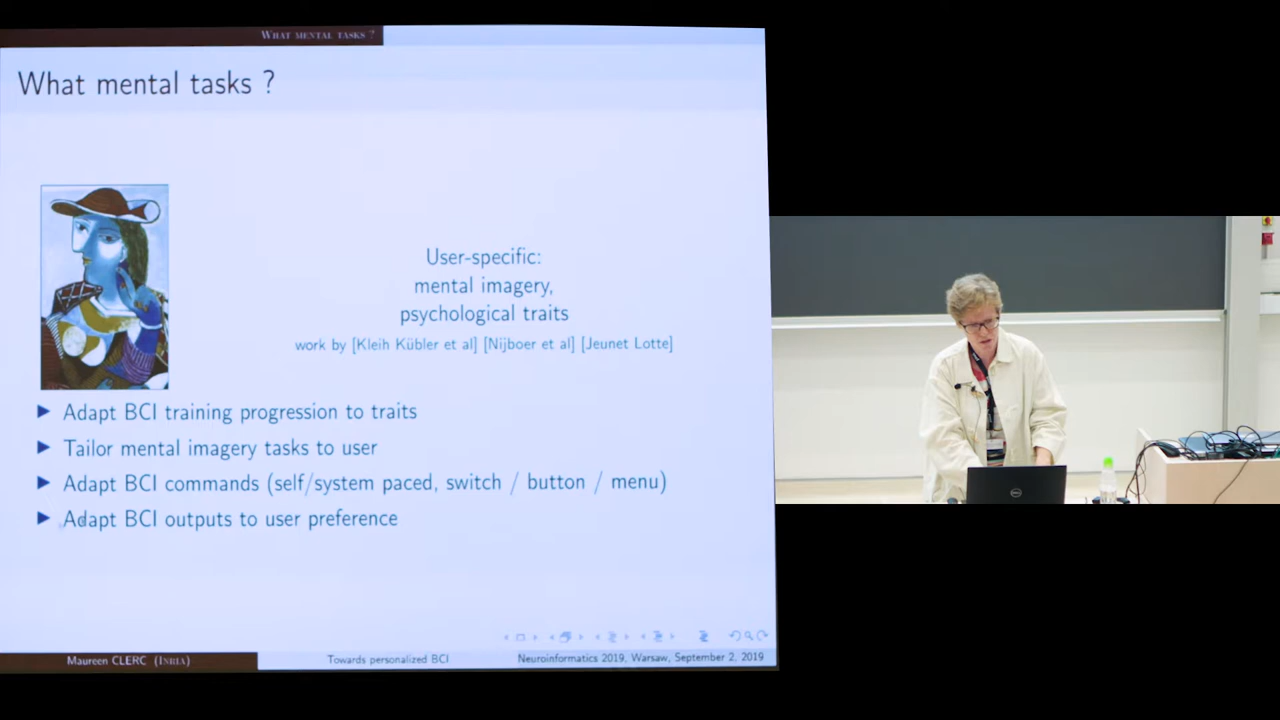 What mental tasks ?
What mental tasks ?
User-specific:
mental imagery,
psychological traits
work by [Kleih Kübler et al] [Nijboer et al] [Jeunet Lotte]
Adapt BCI training progression to traits
Tailor mental imagery tasks to user
Adapt BCI commands (self/system paced, switch / button / menu)
Adapt BCI outputs to user preference
Maureen CLERC (Inria) Towards personalized BCI Neuroinformatics 2019, Warsaw, September 2, 2019